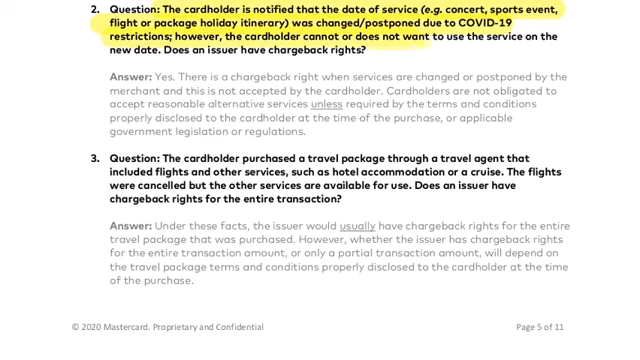 2. Question: The cardholder is notified that the date of service (e.g. concert, sports event,
flight or package holiday itinerary) was changed/postponed due to COVID-19
restrictions; however, the cardholder cannot or does not want to use the service on the
new date. Does an issuer have chargeback rights?
Answer: Yes. There is a chargeback right when services are changed or postponed by the
merchant and this is not accepted by the cardholder. Cardholders are not obligated to
accept reasonable alternative services unless required by the terms and conditions
properly disclosed to the cardholder at the time of the purchase, or applicable
government legislation or regulations.
3. Question: The cardholder purchased a travel package through a travel agent that
included flights and other services, such as hotel accommodation or a cruise. The flights
were cancelled but the other services are available for use. Does an issuer have
chargeback rights for the entire transaction?
Answer: Under these facts, the issuer would usually have chargeback rights for the entire
travel package that was purchased. However, whether the issuer has chargeback rights
for the entire transaction amount, or only a partial transaction amount, will depend on
the travel package terms and conditions properly disclosed to the cardholder at the time
of the purchase.
© 2020 Mastercard. Proprietary and Confidential Page 5 of 11